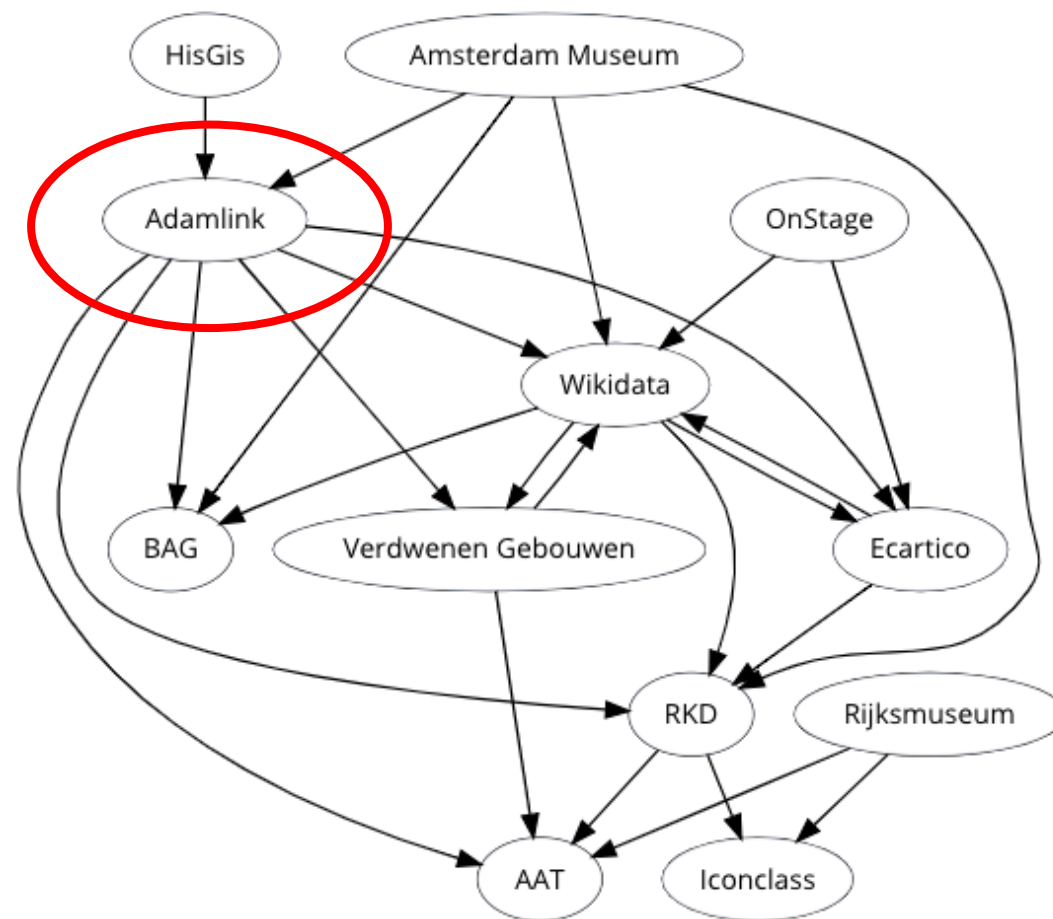 HisGis
Amsterdam Museum
Adamlink
OnStage
Wikidata
BAG
Verdwenen Gebouwen
Ecartico
RKD
Rijksmuseum
AAT
Iconclass